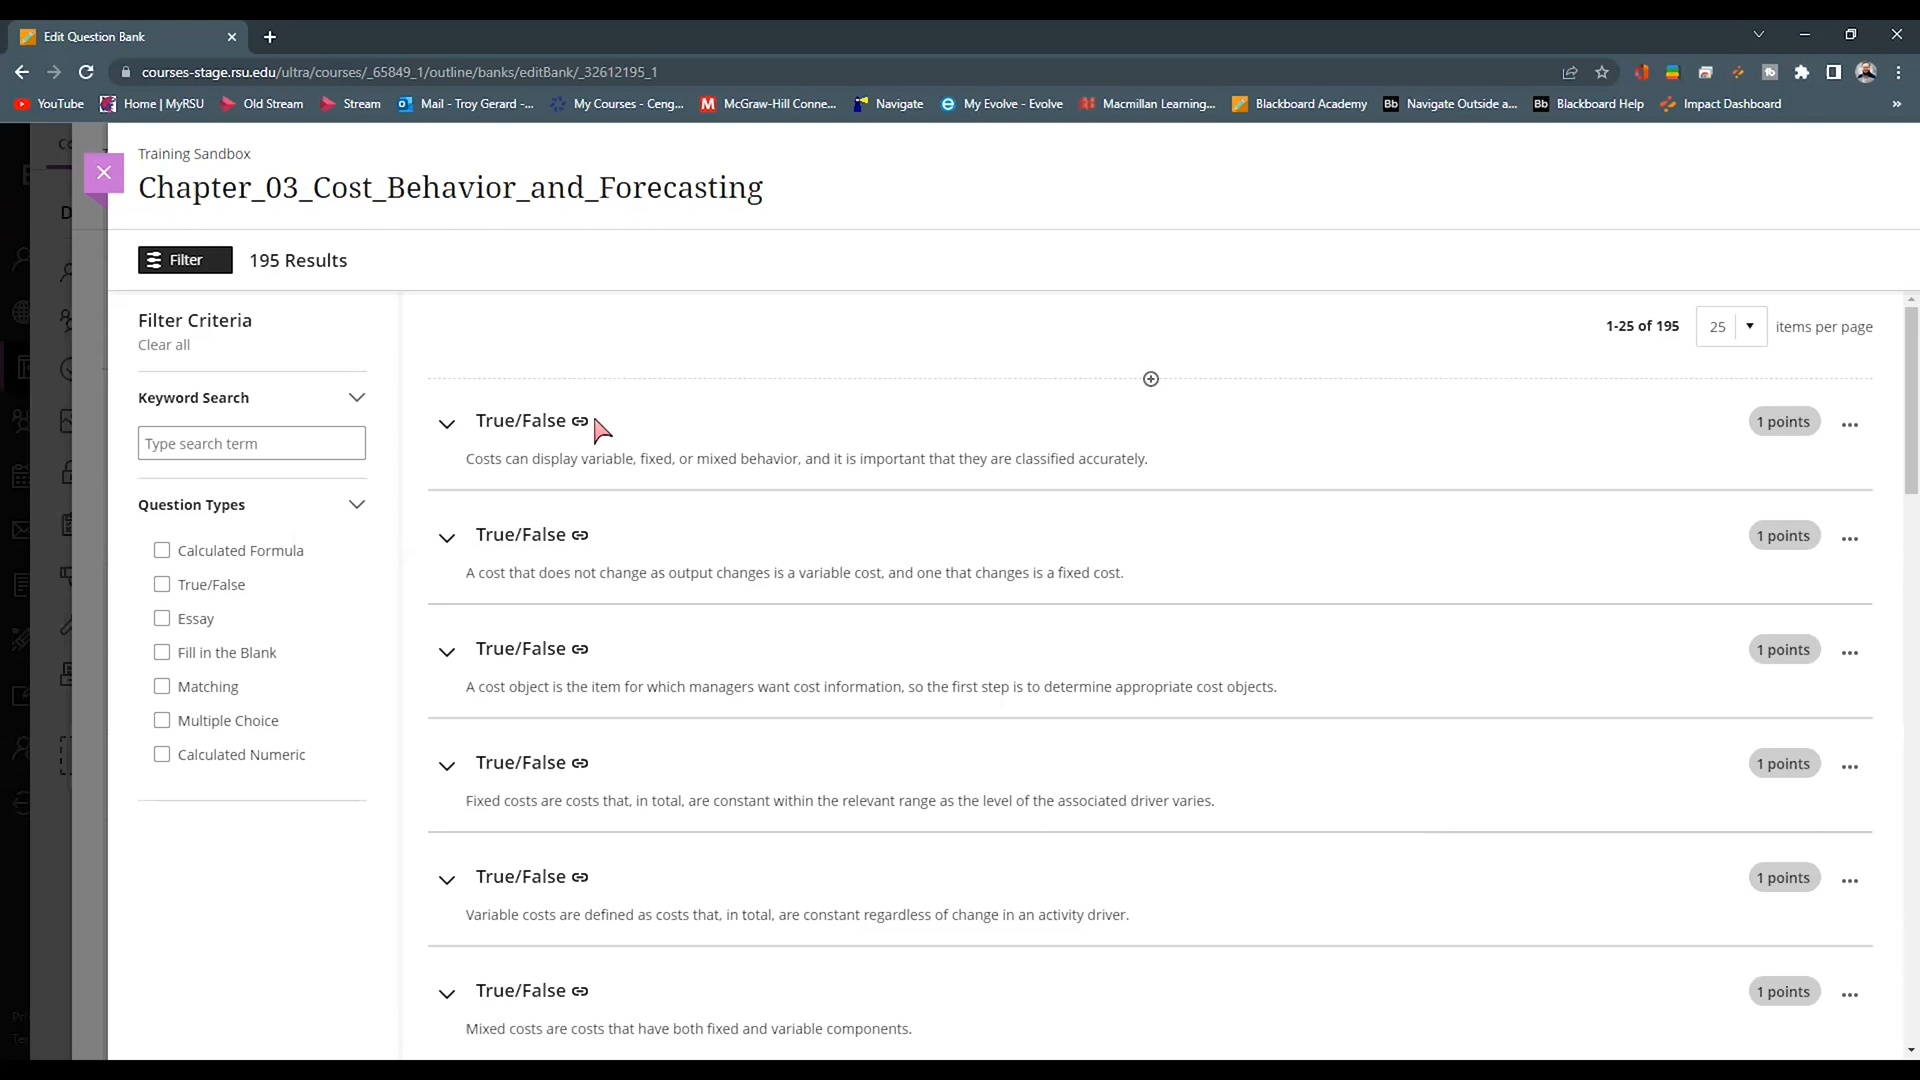 Edit Question Bank
courses-stage.rsu.edu/ultra/courses/_65849_1/outline/banks/editBank/_32612195_1
YouTube Home | MyRSU Old Stream Stream Mail - Troy Gerard -... My Courses - Ceng... McGraw-Hill Conne... Navigate My Evolve - Evolve Macmillan Learning... Blackboard Academy Bb Navigate Outside a... Bb Blackboard Help Impact Dashboard »
Training Sandbox
Chapter_03_Cost_Behavior_and_Forecasting
Filter 195 Results
Filter Criteria
Clear all
Keyword Search
Type search term
Question Types
Calculated Formula
True/False
Essay
Fill in the Blank
Matching
Multiple Choice
Calculated Numeric
1-25 of 195 25 items per page
True/False 1 points
Costs can display variable, fixed, or mixed behavior, and it is important that they are classified accurately.
True/False 1 points
A cost that does not change as output changes is a variable cost, and one that changes is a fixed cost.
True/False 1 points
A cost object is the item for which managers want cost information, so the first step is to determine appropriate cost objects.
True/False 1 points
Fixed costs are costs that, in total, are constant within the relevant range as the level of the associated driver varies.
True/False 1 points
Variable costs are defined as costs that, in total, are constant regardless of change in an activity driver.
True/False 1 points
Mixed costs are costs that have both fixed and variable components.